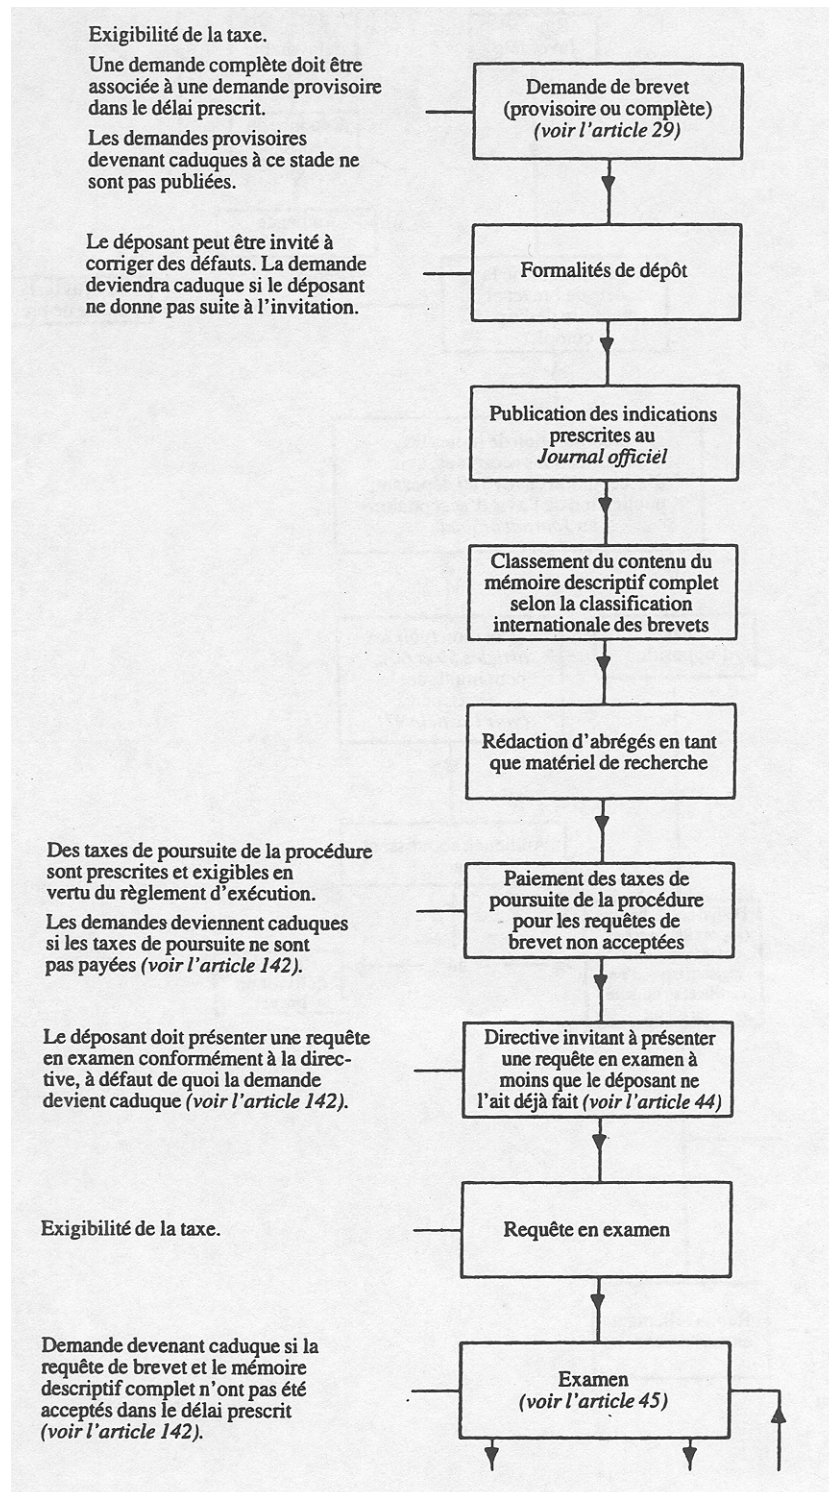 Exigibilité de la taxe.
Une demande complète doit être
associée à une demande provisoire
dans le délai prescrit.
Les demandes provisoires
devenant caduques à ce stade ne
sont pas publiées.
Demande de brevet
(provisoire ou complète)
(voir l'article 29)
Le déposant peut être invité à
corriger des défauts. La demande
deviendra caduque si le déposant
ne donne pas suite à l'invitation.
Formalités de dépôt
Publication des indications
prescrites au
Journal officiel
Classement du contenu du
mémoire descriptif complet
selon la classification
internationale des brevets
Rédaction d'abrégés en tant
que matériel de recherche
Des taxes de poursuite de la procédure
sont prescrites et exigibles en
vertu du règlement d'exécution.
Les demandes deviennent caduques
si les taxes de poursuite ne sont
pas payées (voir l'article 142).
Paiement des taxes de
poursuite de la procédure
pour les requêtes de
brevet non acceptées
Le déposant doit présenter une requête
en examen conformément à la direc-
tive, à défaut de quoi la demande
devient caduque (voir l'article 142).
Directive invitant à présenter
une requête en examen à
moins que le déposant ne
l'ait déjà fait (voir l'article 44)
Exigibilité de la taxe.
Requête en examen
Demande devenant caduque si la
requête de brevet et le mémoire
descriptif complet n'ont pas été
acceptés dans le délai prescrit
(voir l'article 142).
Examen
(voir l'article 45)